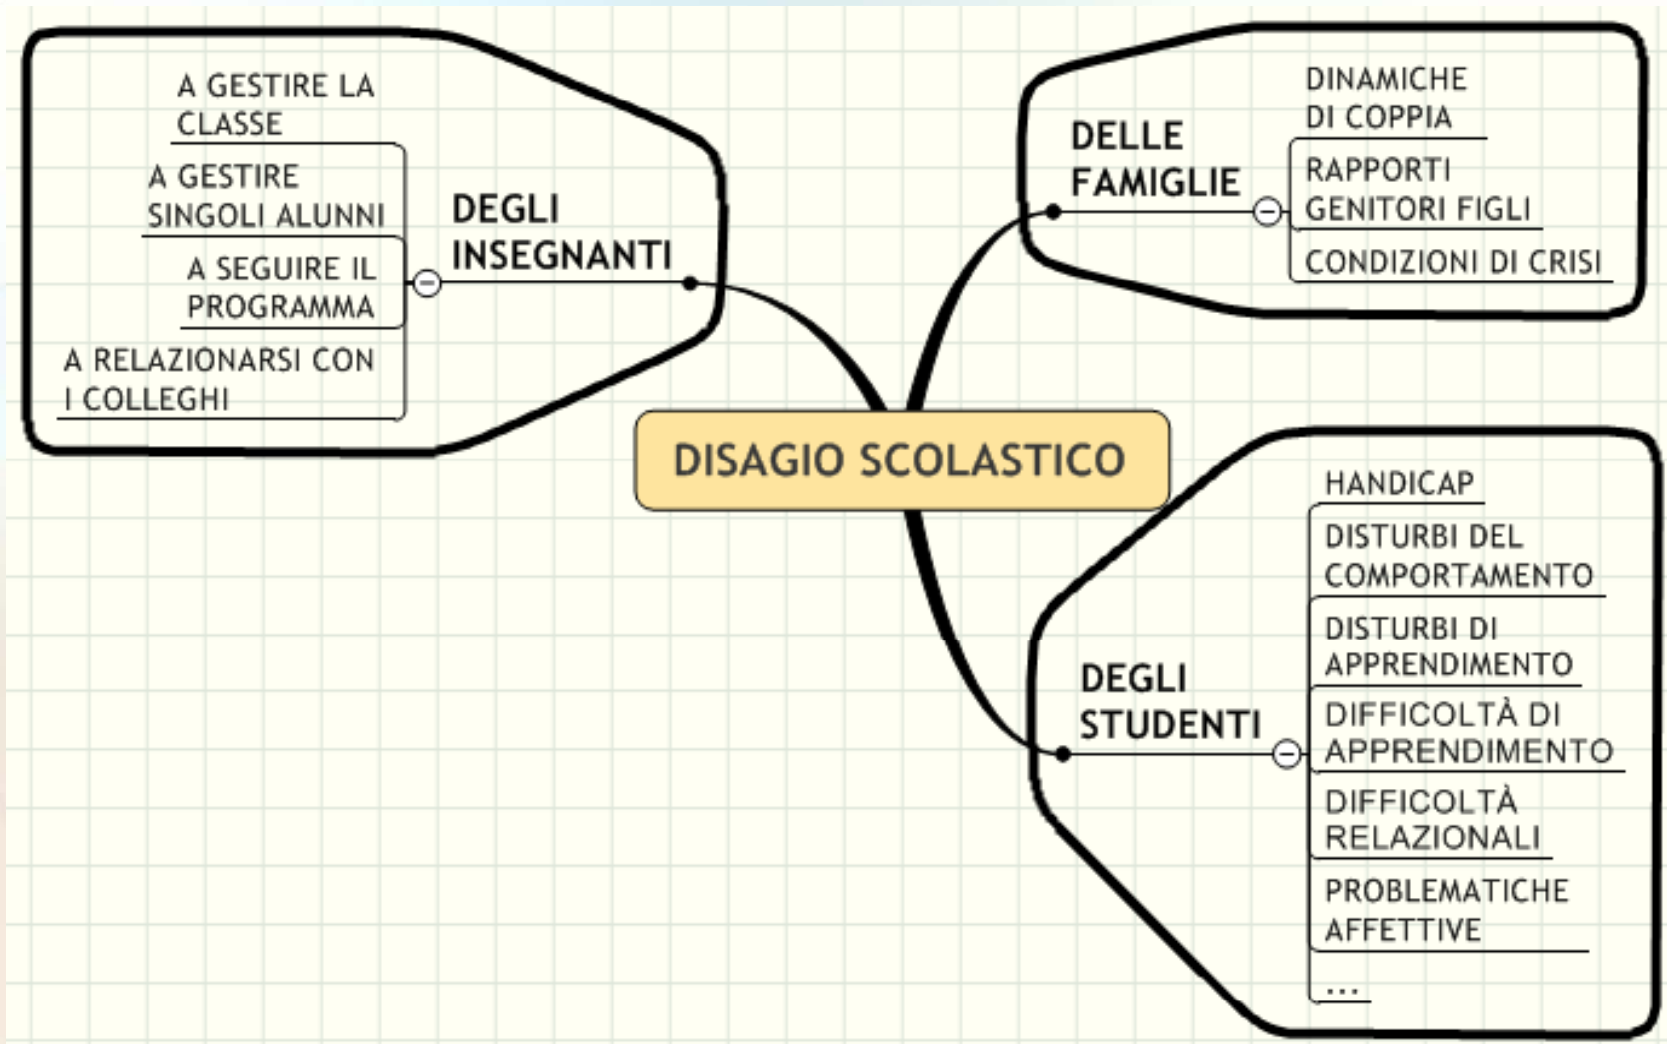 DISAGIO SCOLASTICO
DEGLI
INSEGNANTI
A GESTIRE LA
CLASSE
A GESTIRE
SINGOLI ALUNNI
A SEGUIRE IL
PROGRAMMA
A RELAZIONARSI CON
I COLLEGHI
DELLE
FAMIGLIE
DINAMICHE
DI COPPIA
RAPPORTI
GENITORI FIGLI
CONDIZIONI DI CRISI
DEGLI
STUDENTI
HANDICAP
DISTURBI DEL
COMPORTAMENTO
DISTURBI DI
APPRENDIMENTO
DIFFICOLTÀ DI
APPRENDIMENTO
DIFFICOLTÀ
RELAZIONALI
PROBLEMATICHE
AFFETTIVE
...